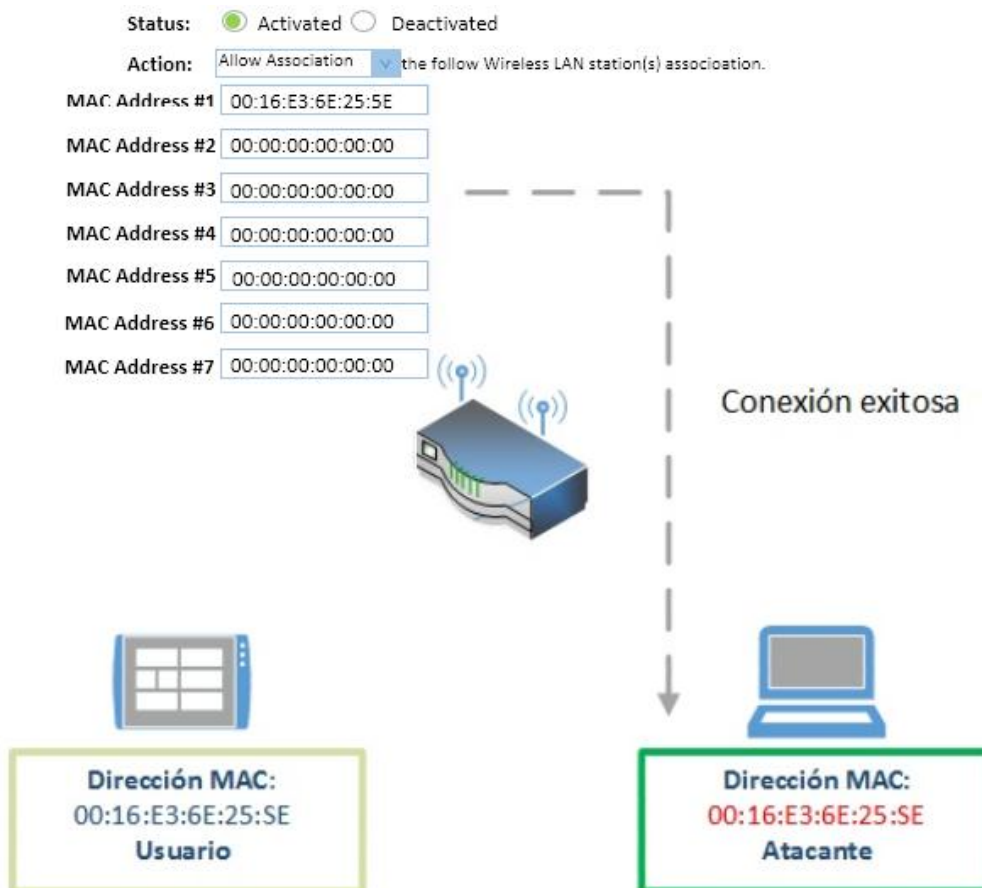 Status: Activated Deactivated
Action: Allow Association the follow Wireless LAN station(s) associoation.
MAC Address #1 00:16:E3:6E:25:5E
MAC Address #2 00:00:00:00:00:00
MAC Address #3 00:00:00:00:00:00
MAC Address #4 00:00:00:00:00:00
MAC Address #5 00:00:00:00:00:00
MAC Address #6 00:00:00:00:00:00
MAC Address #7 00:00:00:00:00:00
Conexión exitosa
Dirección MAC:
00:16:E3:6E:25:SE
Usuario
Dirección MAC:
00:16:E3:6E:25:SE
Atacante